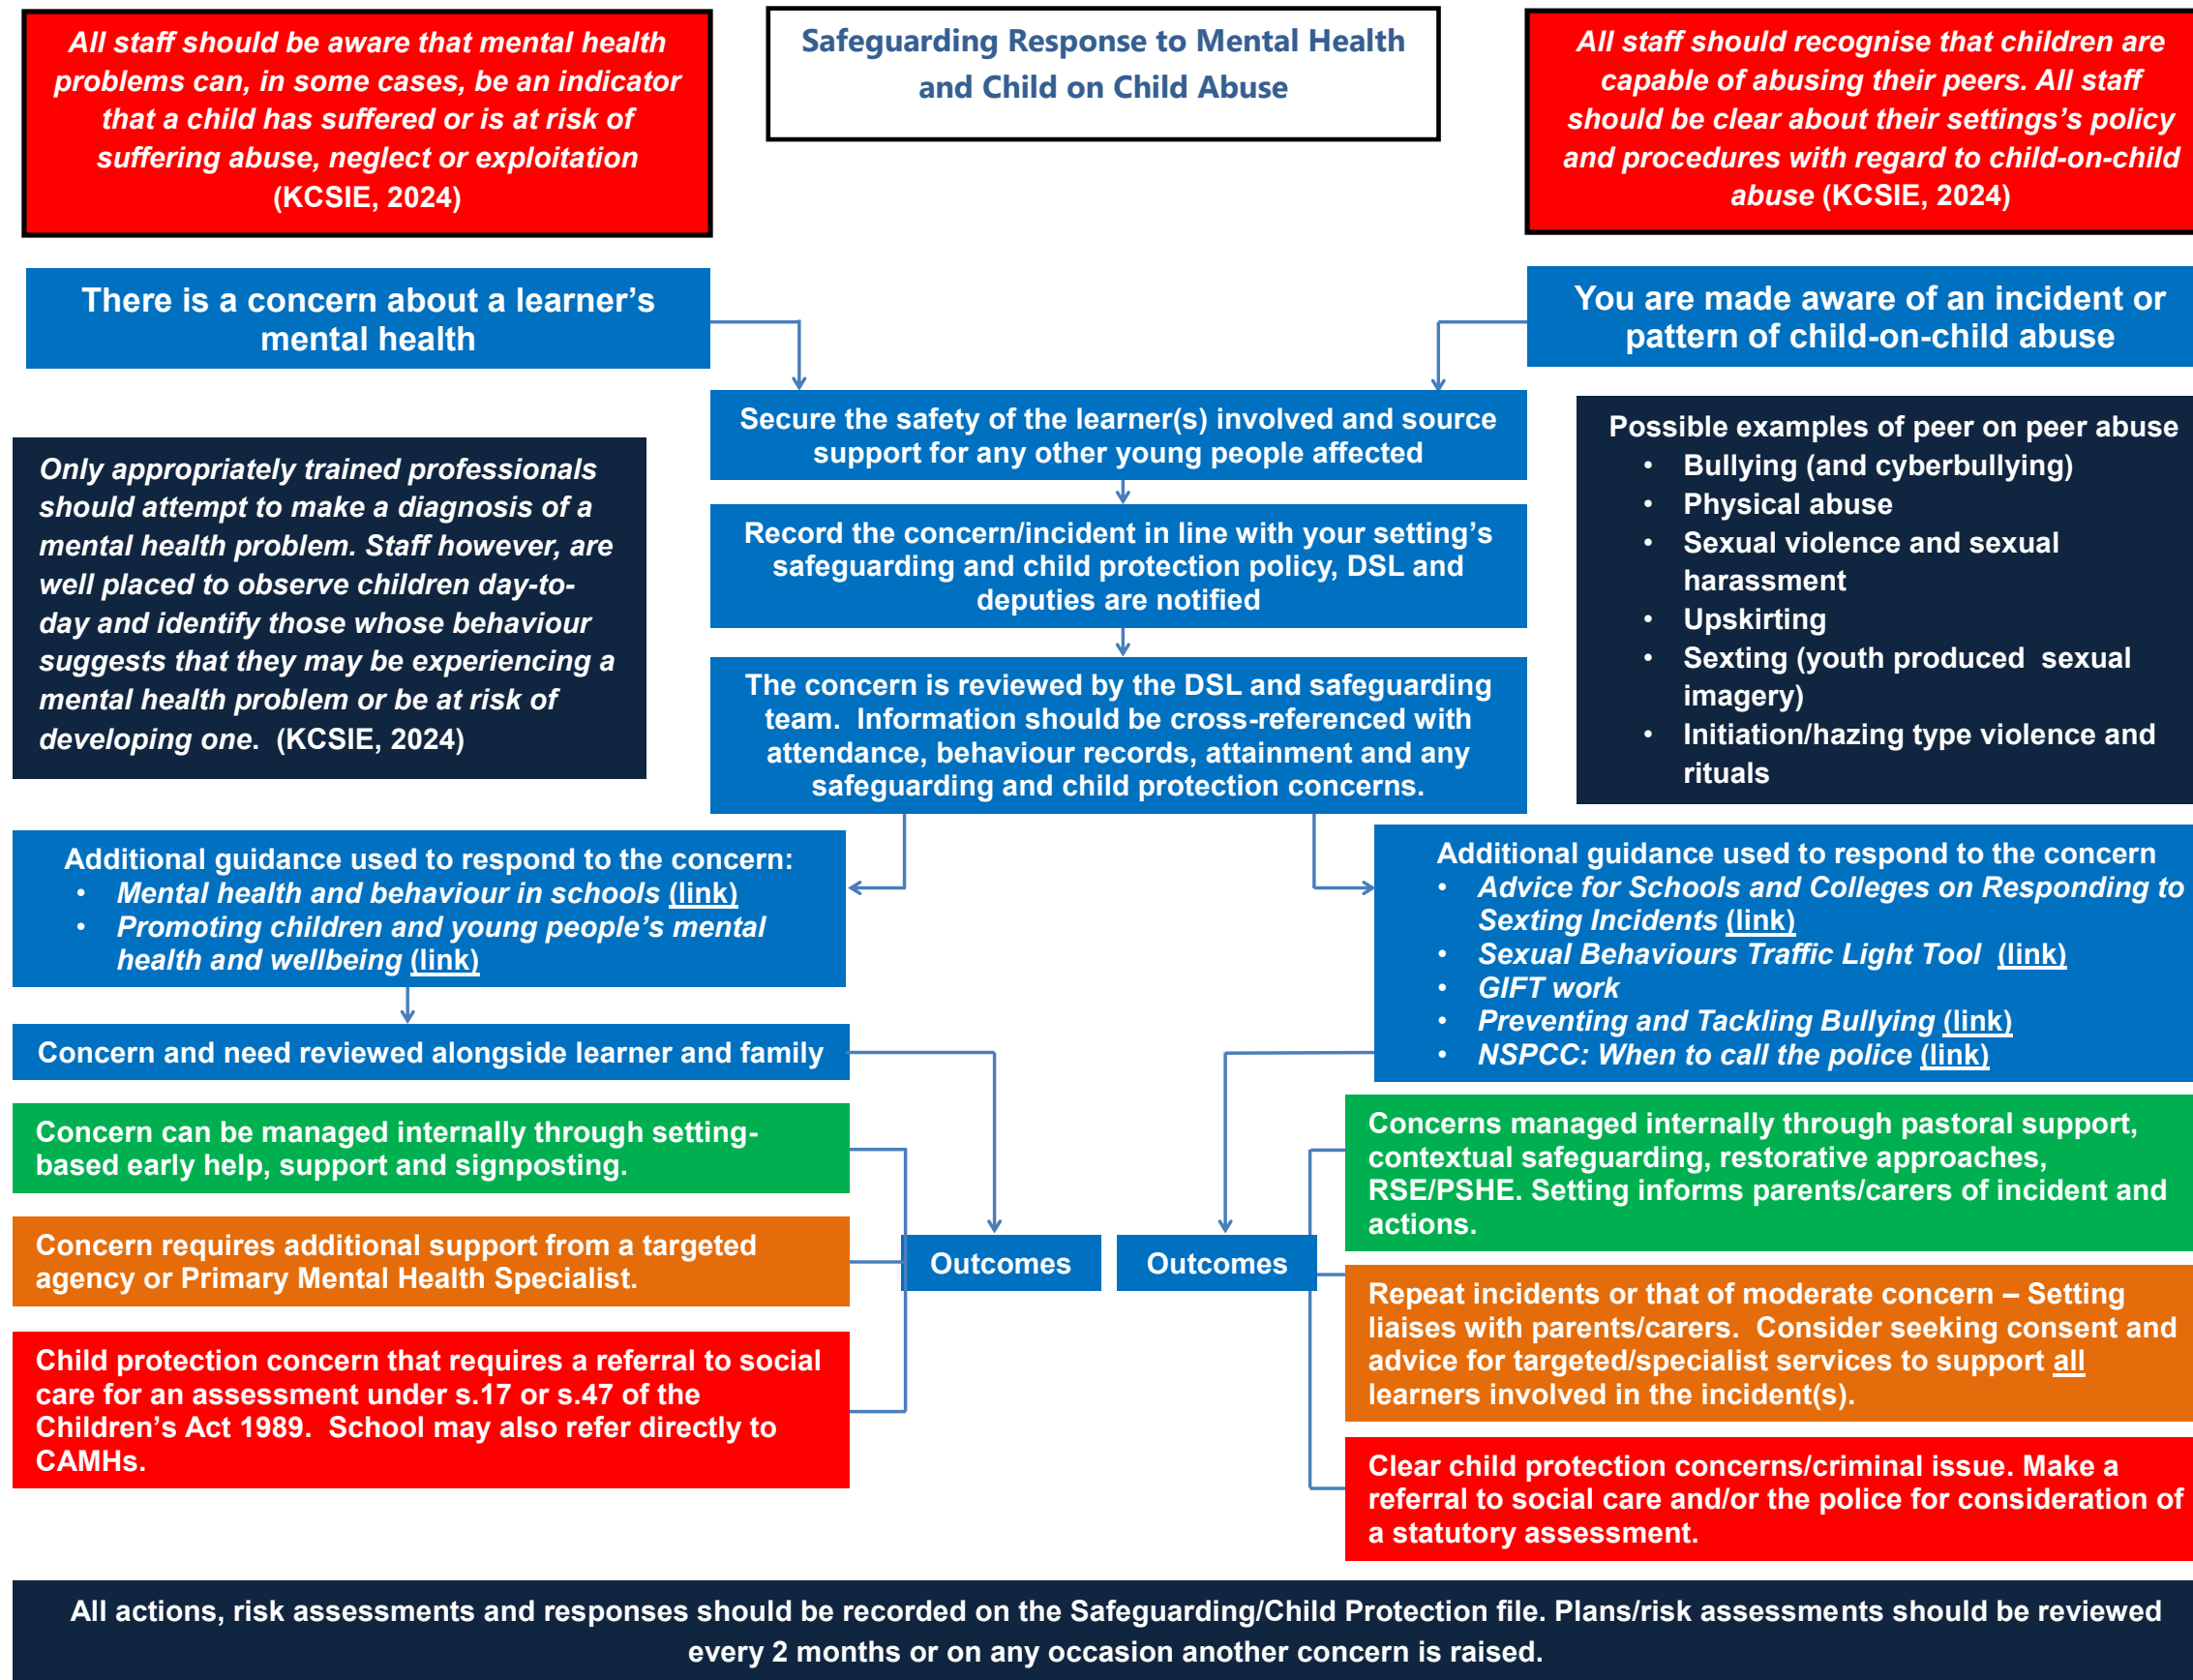 All staff should be aware that mental health
problems can, in some cases, be an indicator
that a child has suffered or is at risk of
suffering abuse, neglect or exploitation
(KCSIE, 2024)
Safeguarding Response to Mental Health
and Child on Child Abuse
All staff should recognise that children are
capable of abusing their peers. All staff
should be clear about their settings's policy
and procedures with regard to child-on-child
abuse (KCSIE, 2024)
There is a concern about a learner’s
mental health
You are made aware of an incident or
pattern of child-on-child abuse
Secure the safety of the learner(s) involved and source
support for any other young people affected
Only appropriately trained professionals
should attempt to make a diagnosis of a
mental health problem. Staff however, are
well placed to observe children day-to-
day and identify those whose behaviour
suggests that they may be experiencing a
mental health problem or be at risk of
developing one. (KCSIE, 2024)
Record the concern/incident in line with your setting’s
safeguarding and child protection policy, DSL and
deputies are notified
Possible examples of peer on peer abuse
• Bullying (and cyberbullying)
• Physical abuse
• Sexual violence and sexual
harassment
• Upskirting
• Sexting (youth produced sexual
imagery)
• Initiation/hazing type violence and
rituals
The concern is reviewed by the DSL and safeguarding
team. Information should be cross-referenced with
attendance, behaviour records, attainment and any
safeguarding and child protection concerns.
Additional guidance used to respond to the concern:
• Mental health and behaviour in schools (link)
• Promoting children and young people’s mental
health and wellbeing (link)
Additional guidance used to respond to the concern
• Advice for Schools and Colleges on Responding to
Sexting Incidents (link)
• Sexual Behaviours Traffic Light Tool (link)
• GIFT work
• Preventing and Tackling Bullying (link)
• NSPCC: When to call the police (link)
Concern and need reviewed alongside learner and family
Concern can be managed internally through setting-
based early help, support and signposting.
Concern requires additional support from a targeted
agency or Primary Mental Health Specialist.
Child protection concern that requires a referral to social
care for an assessment under s.17 or s.47 of the
Children’s Act 1989. School may also refer directly to
CAMHs.
Outcomes
Outcomes
Concerns managed internally through pastoral support,
contextual safeguarding, restorative approaches,
RSE/PSHE. Setting informs parents/carers of incident and
actions.
Repeat incidents or that of moderate concern – Setting
liaises with parents/carers. Consider seeking consent and
advice for targeted/specialist services to support all
learners involved in the incident(s).
Clear child protection concerns/criminal issue. Make a
referral to social care and/or the police for consideration of
a statutory assessment.
All actions, risk assessments and responses should be recorded on the Safeguarding/Child Protection file. Plans/risk assessments should be reviewed
every 2 months or on any occasion another concern is raised.